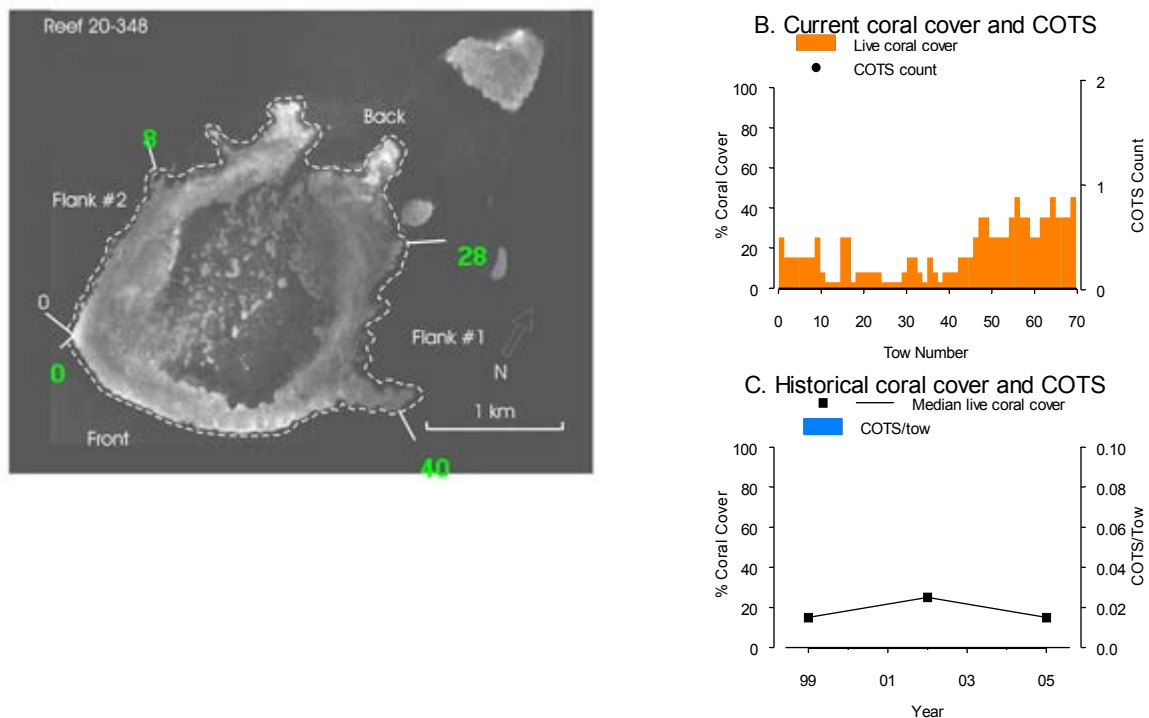 Reef 20-348
Back
8
Flank #2
28
0
Flank #1
0
N
1 km
Front
40
B. Current coral cover and COTS
Live coral cover
COTS count
100
80
60
40
20
0
% Coral Cover
2
1
0
COTS Count
0 10 20 30 40 50 60 70
Tow Number
C. Historical coral cover and COTS
Median live coral cover
COTS/tow
100
80
60
40
20
0
% Coral Cover
0.10
0.08
0.06
0.04
0.02
0.0
COTS/Tow
99 01 03 05
Year